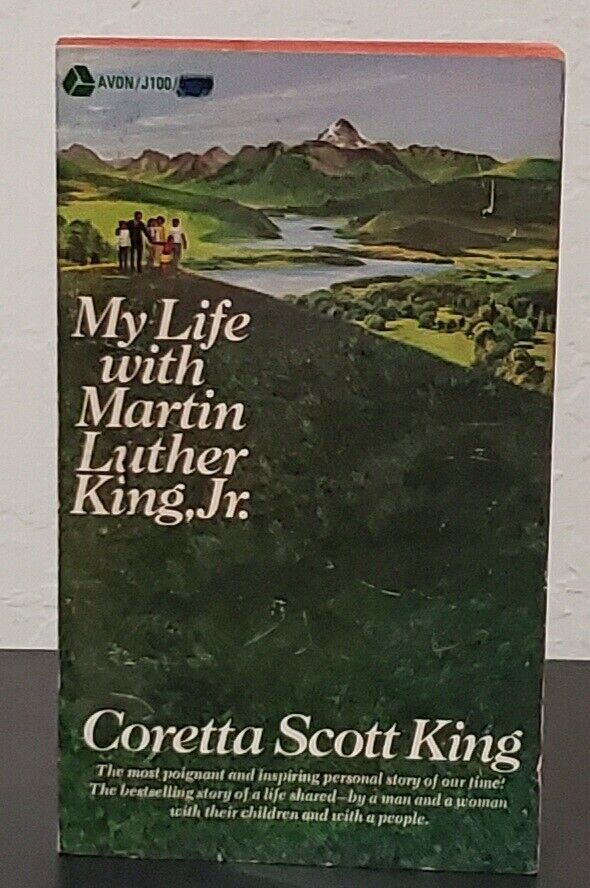 AVON/J100/
My Life
with
Martin
Luther
King, Jr.
Coretta Scott King
The most poignant and inspiring personal story of our time!
The bestselling story of a life shared—by a man and a woman
with their children and with a people.